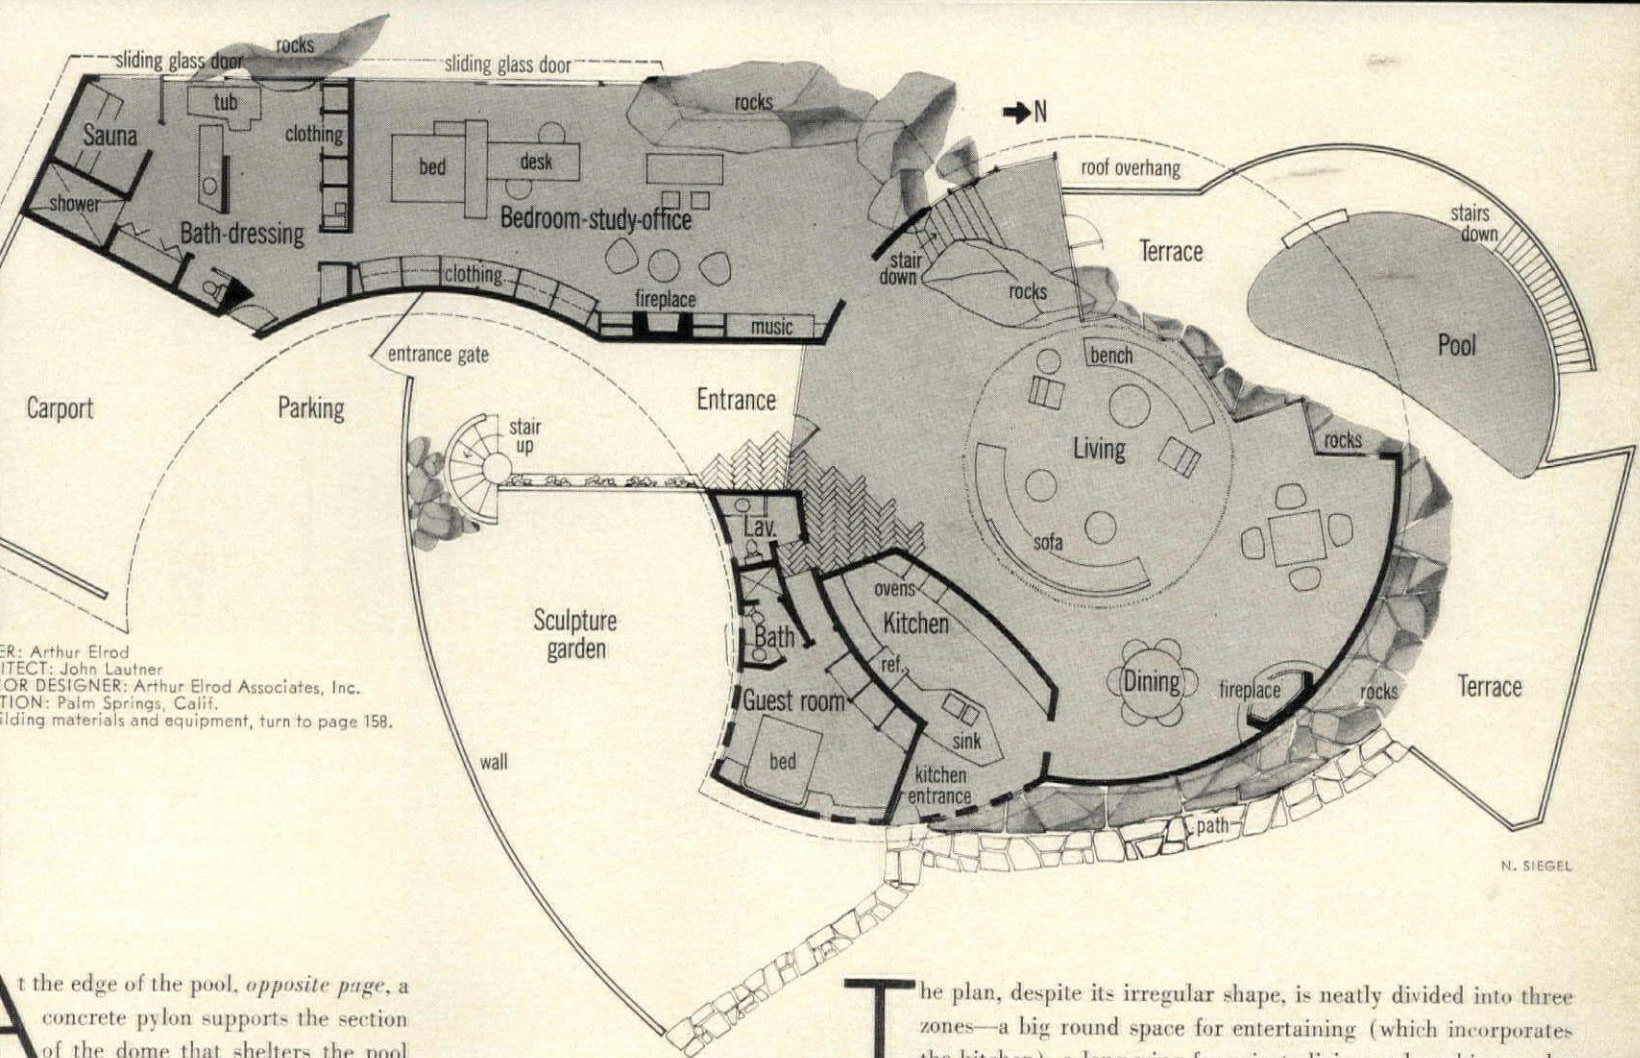 rocks
sliding glass door
sliding glass door
tub
rocks
N
Sauna
clothing
bed
desk
roof overhang
shower
Bath-dressing
Bedroom-study-office
stairs
down
Terrace
stair
down
clothing
rocks
fireplace
music
entrance gate
bench
Pool
Carport
Parking
Entrance
stair
up
Living
rocks
Lav.
sofa
ovens
Sculpture
garden
Kitchen
Bath
ref.
Dining
fireplace
rocks
Terrace
Guest room
sink
wall
bed
kitchen
entrance
path
ER: Arthur Elrod
ITECT: John Lautner
IOR DESIGNER: Arthur Elrod Associates, Inc.
TION: Palm Springs, Calif.
ilding materials and equipment, turn to page 158.
N. SIEGEL
At the edge of the pool, opposite page, a
concrete pylon supports the section
of the dome that shelters the pool
The plan, despite its irregular shape, is neatly divided into three
zones—a big round space for entertaining (which incorporates